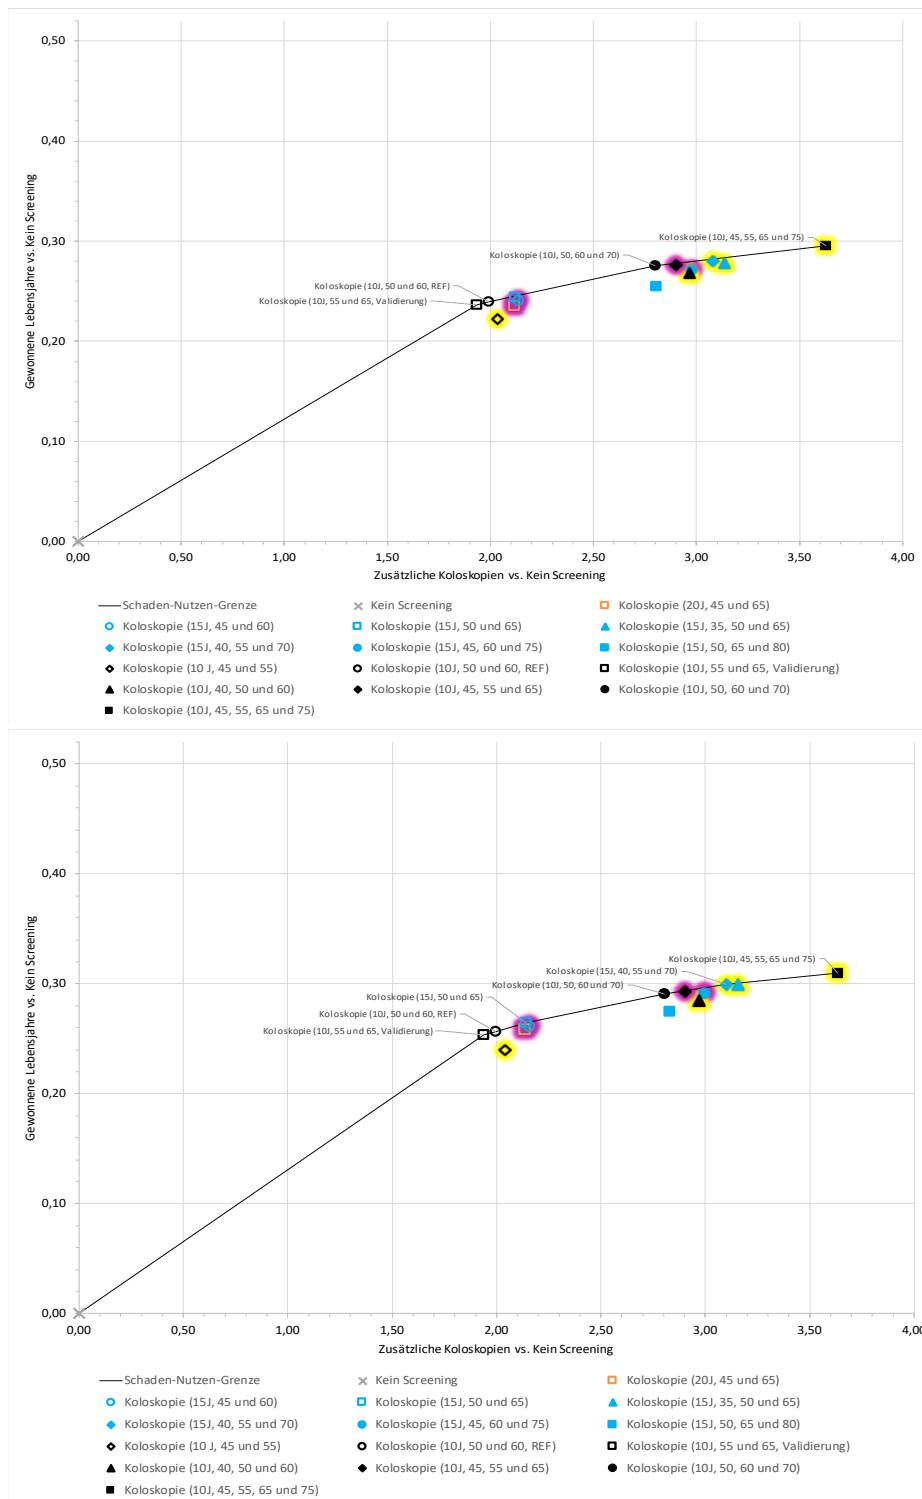 0,50
0,40
Gewonnene Lebensjahre vs. Kein Screening
0,30
Koloskopie (10J, 45, 55, 65 und 75)
Koloskopie (10J, 50, 60 und 70)
Koloskopie (10J, 50 und 60, REF)
Koloskopie (10J, 55 und 65, Validierung)
0,20
0,10
0,00
0,00 0,50 1,00 1,50 2,00 2,50 3,00 3,50 4,00
Zusätzliche Koloskopien vs. Kein Screening
Schaden-Nutzen-Grenze Kein Screening Koloskopie (20J, 45 und 65)
Koloskopie (15J, 45 und 60) Koloskopie (15J, 50 und 65) Koloskopie (15J, 35, 50 und 65)
Koloskopie (15J, 40, 55 und 70) Koloskopie (15J, 45, 60 und 75) Koloskopie (15J, 50, 65 und 80)
Koloskopie (10 J, 45 und 55) Koloskopie (10J, 50 und 60, REF) Koloskopie (10J, 55 und 65, Validierung)
Koloskopie (10J, 40, 50 und 60) Koloskopie (10J, 45, 55 und 65) Koloskopie (10J, 50, 60 und 70)
Koloskopie (10J, 45, 55, 65 und 75)
0,50
0,40
Gewonnene Lebensjahre vs. Kein Screening
0,30
Koloskopie (10J, 45, 55, 65 und 75)
Koloskopie (15J, 40, 55 und 70)
Koloskopie (10J, 50, 60 und 70)
Koloskopie (15J, 50 und 65)
Koloskopie (10J, 50 und 60, REF)
Koloskopie (10J, 55 und 65, Validierung)
0,20
0,10
0,00
0,00 0,50 1,00 1,50 2,00 2,50 3,00 3,50 4,00
Zusätzliche Koloskopien vs. Kein Screening
Schaden-Nutzen-Grenze Kein Screening Koloskopie (20J, 45 und 65)
Koloskopie (15J, 45 und 60) Koloskopie (15J, 50 und 65) Koloskopie (15J, 35, 50 und 65)
Koloskopie (15J, 40, 55 und 70) Koloskopie (15J, 45, 60 und 75) Koloskopie (15J, 50, 65 und 80)
Koloskopie (10 J, 45 und 55) Koloskopie (10J, 50 und 60, REF) Koloskopie (10J, 55 und 65, Validierung)
Koloskopie (10J, 40, 50 und 60) Koloskopie (10J, 45, 55 und 65) Koloskopie (10J, 50, 60 und 70)
Koloskopie (10J, 45, 55, 65 und 75)